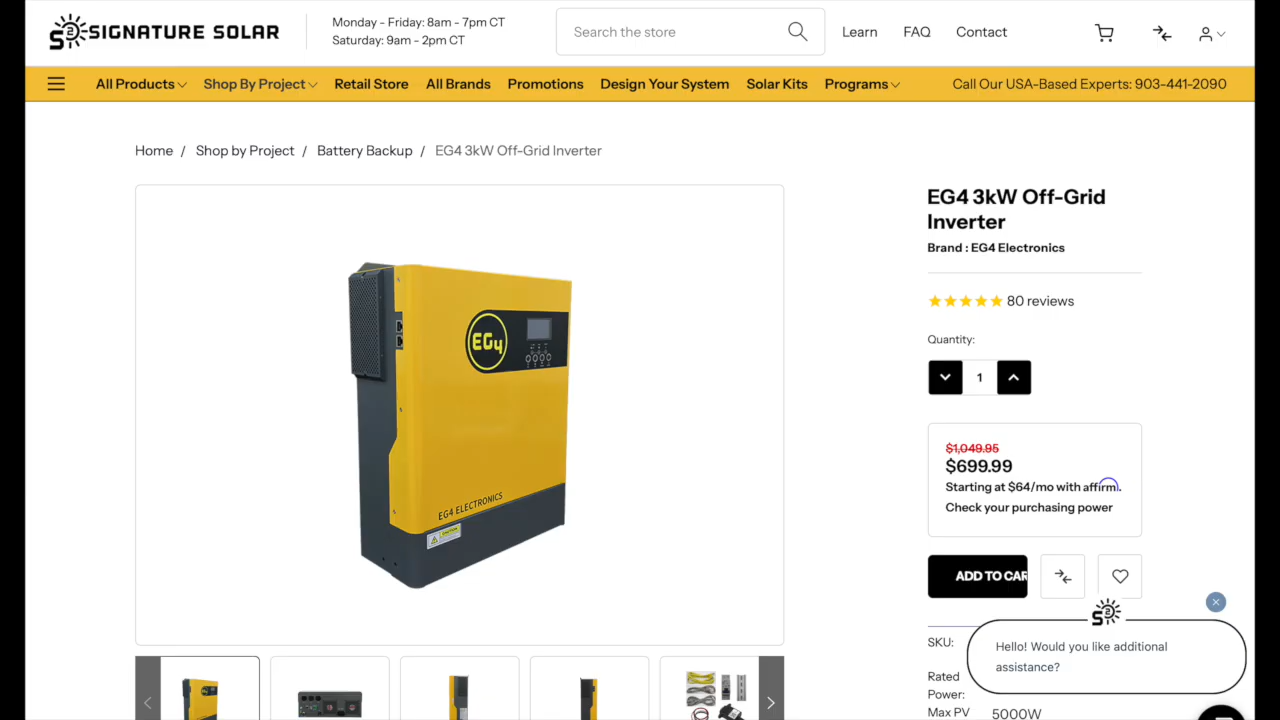 SIGNATURE SOLAR
Monday - Friday: 8am - 7pm CT
Saturday: 9am - 2pm CT
Search the store
Learn
FAQ
Contact
All Products
Shop By Project
Retail Store
All Brands
Promotions
Design Your System
Solar Kits
Programs
Call Our USA-Based Experts: 903-441-2090
Home / Shop by Project / Battery Backup / EG4 3kW Off-Grid Inverter
EG4
EG4 ELECTRONICS
EG4 3kW Off-Grid
Inverter
Brand : EG4 Electronics
80 reviews
Quantity:
1
$1,049.95
$699.99
Starting at $64/mo with affirm.
Check your purchasing power
ADD TO CAR
SKU:
Hello! Would you like additional
assistance?
Rated
Power:
Max PV
5000W